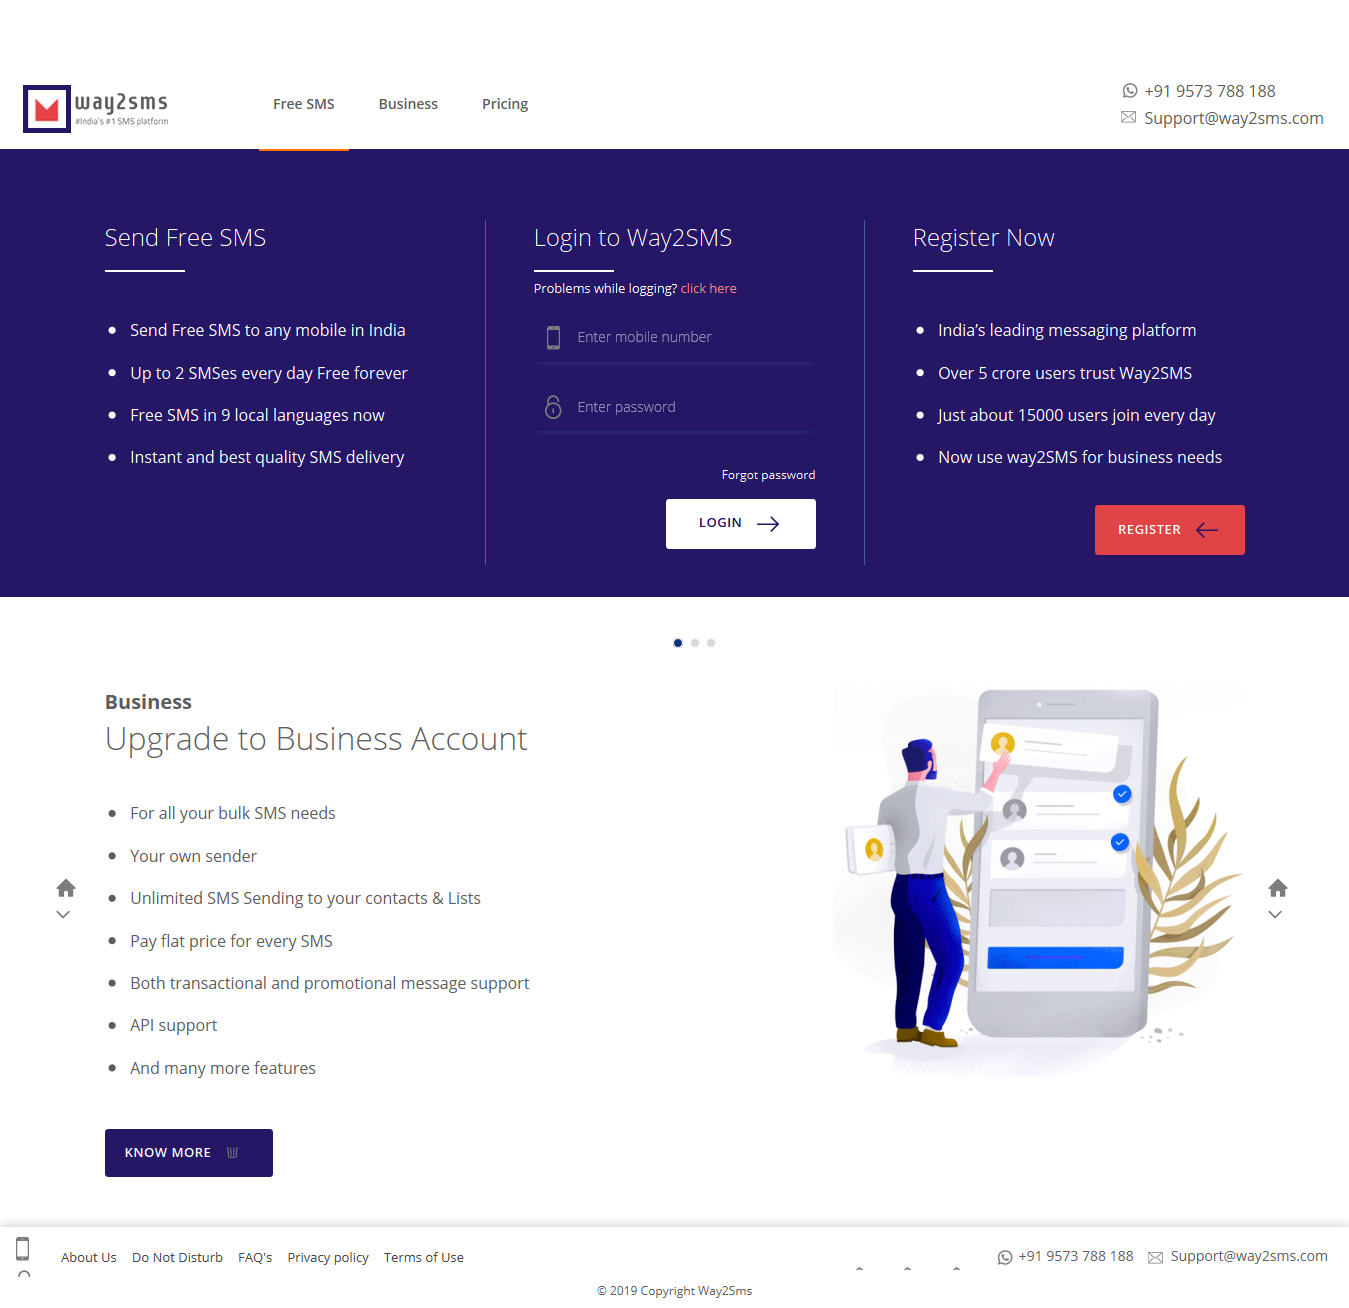 way2sms
#India's #1 SMS platform
Free SMS
Business
Pricing
+91 9573 788 188
Support@way2sms.com
Send Free SMS
Send Free SMS to any mobile in India
Up to 2 SMSes every day Free forever
Free SMS in 9 local languages now
Instant and best quality SMS delivery
Login to Way2SMS
Problems while logging? click here
Enter mobile number
Enter password
Forgot password
LOGIN
Register Now
India’s leading messaging platform
Over 5 crore users trust Way2SMS
Just about 15000 users join every day
Now use way2SMS for business needs
REGISTER
Business
Upgrade to Business Account
For all your bulk SMS needs
Your own sender
Unlimited SMS Sending to your contacts & Lists
Pay flat price for every SMS
Both transactional and promotional message support
API support
And many more features
KNOW MORE
About Us
Do Not Disturb
FAQ's
Privacy policy
Terms of Use
+91 9573 788 188
Support@way2sms.com
© 2019 Copyright Way2Sms